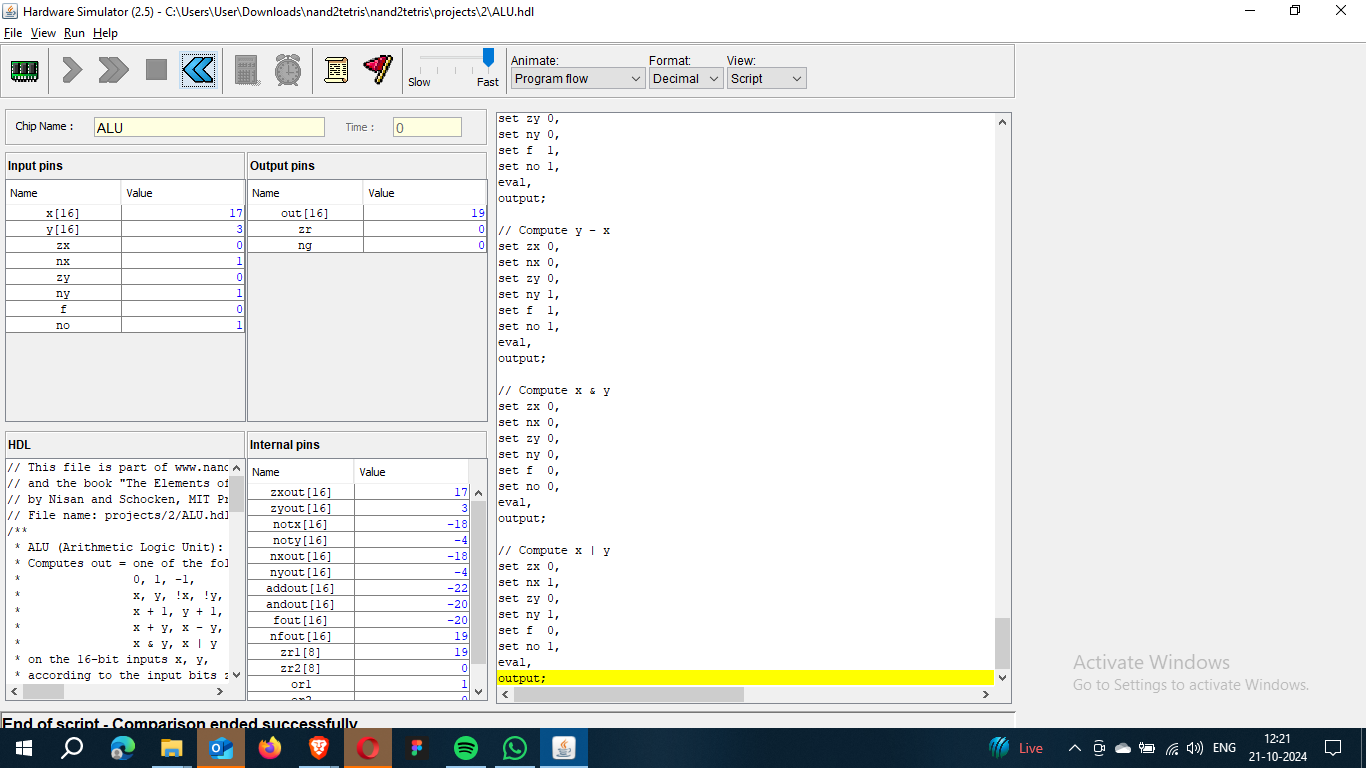 Hardware Simulator (2.5) - C:\Users\User\Downloads\nand2tetris\nand2tetris\projects\2\ALU.hdl
File View Run Help
Slow Fast
Animate: Format: View:
Program flow Decimal Script
Chip Name : ALU Time : 0
Input pins
Name Value
x[16] 17
y[16] 3
zx 0
nx 1
zy 0
ny 1
f 0
no 1
Output pins
Name Value
out[16] 19
zr 0
ng 0
HDL
// This file is part of www.nand
// and the book "The Elements of
// by Nisan and Schocken, MIT Pr
// File name: projects/2/ALU.hdl
/**
* ALU (Arithmetic Logic Unit):
* Computes out = one of the fol
* 0, 1, -1,
* x, y, !x, !y,
* x + 1, y + 1,
* x + y, x - y,
* x & y, x | y
* on the 16-bit inputs x, y,
* according to the input bits z
Internal pins
Name Value
zxout[16] 17
zyout[16] 3
notx[16] -18
noty[16] -4
nxout[16] -18
nyout[16] -4
addout[16] -22
andout[16] -20
fout[16] -20
nfout[16] 19
zr1[8] 19
zr2[8] 0
or1 1
or2 0
set zy 0,
set ny 0,
set f 1,
set no 1,
eval,
output;
// Compute y - x
set zx 0,
set nx 0,
set zy 0,
set ny 1,
set f 1,
set no 1,
eval,
output;
// Compute x & y
set zx 0,
set nx 0,
set zy 0,
set ny 0,
set f 0,
set no 0,
eval,
output;
// Compute x | y
set zx 0,
set nx 1,
set zy 0,
set ny 1,
set f 0,
set no 1,
eval,
output;
End of script - Comparison ended successfully
Activate Windows
Go to Settings to activate Windows.
Live ENG 12:21
21-10-2024